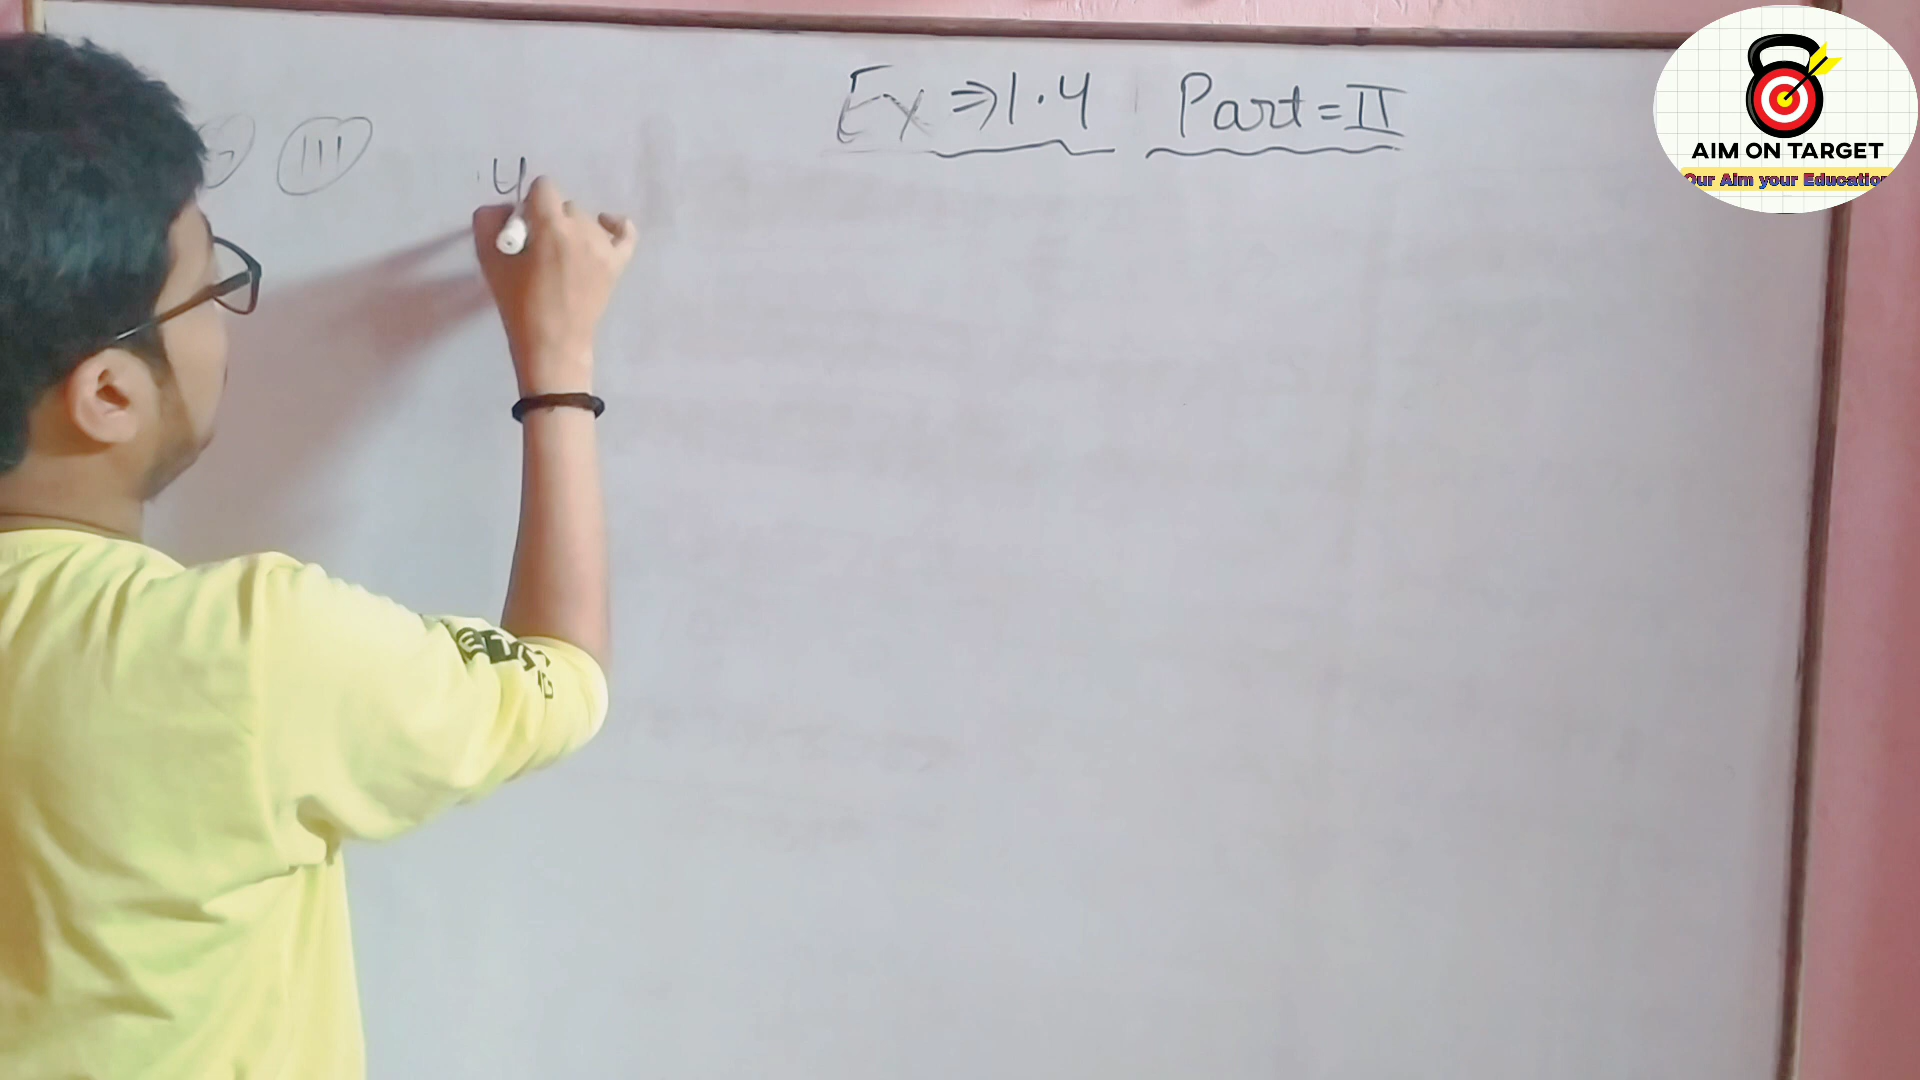 Ex ⇒ 1.4 Part = II
(III)
4
AIM ON TARGET
Our Aim your Education